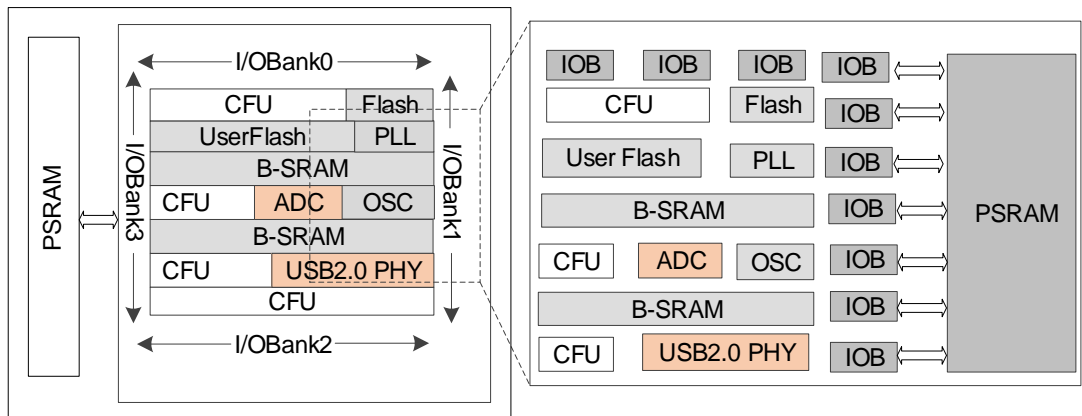 I/OBank0
PSRAM
I/OBank3
I/OBank1
CFU Flash
UserFlash PLL
B-SRAM
CFU ADC OSC
B-SRAM
CFU USB2.0 PHY
CFU
I/OBank2
IOB IOB IOB IOB
CFU Flash IOB
User Flash PLL IOB
B-SRAM IOB
PSRAM
CFU ADC OSC IOB
B-SRAM IOB
CFU USB2.0 PHY IOB